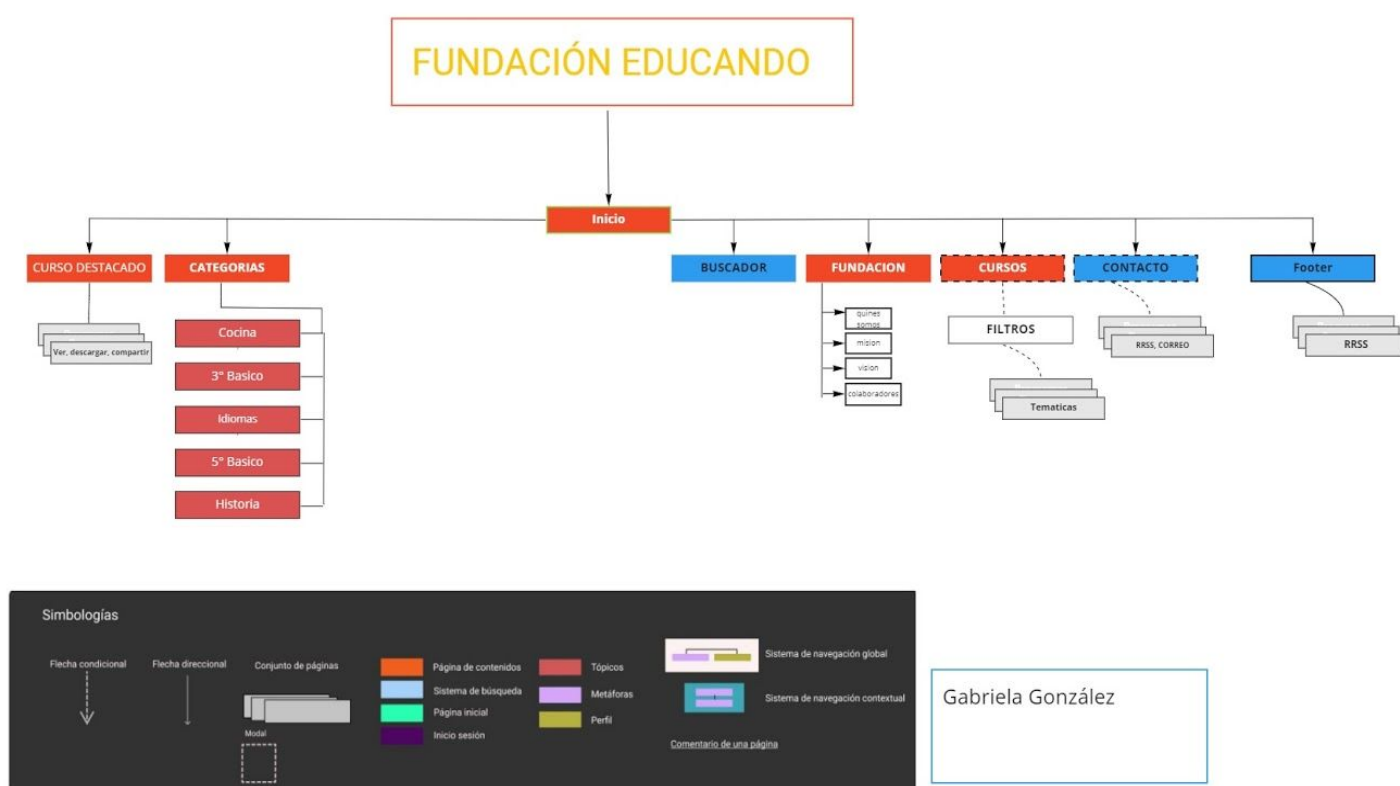 FUNDACIÓN EDUCANDO
Inicio
CURSO DESTACADO
CATEGORIAS
BUSCADOR
FUNDACION
CURSOS
CONTACTO
Footer
Ver, descargar, compartir
Cocina
3° Basico
Idiomas
5° Basico
Historia
quines
somos
mision
vision
colaboradores
FILTROS
Tematicas
RRSS, CORREO
RRSS
Simbologías
Flecha condicional
Flecha direccional
Conjunto de páginas
Modal
Página de contenidos
Sistema de búsqueda
Página inicial
Inicio sesión
Tópicos
Metáforas
Perfil
Sistema de navegación global
Sistema de navegación contextual
Comentario de una página
Gabriela González